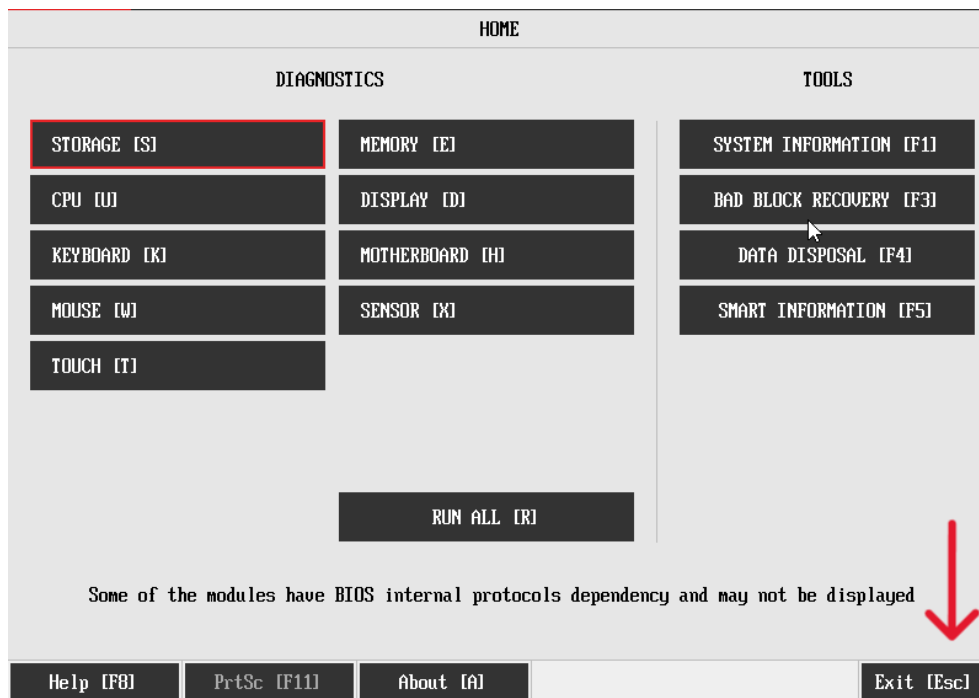 HOME
DIAGNOSTICS
TOOLS
STORAGE [S]
MEMORY [E]
SYSTEM INFORMATION [F1]
CPU [U]
DISPLAY [D]
BAD BLOCK RECOVERY [F3]
KEYBOARD [K]
MOTHERBOARD [H]
DATA DISPOSAL [F4]
MOUSE [W]
SENSOR [X]
SMART INFORMATION [F5]
TOUCH [T]
RUN ALL [R]
Some of the modules have BIOS internal protocols dependency and may not be displayed
Help [F8]
PrtSc [F11]
About [A]
Exit [Esc]